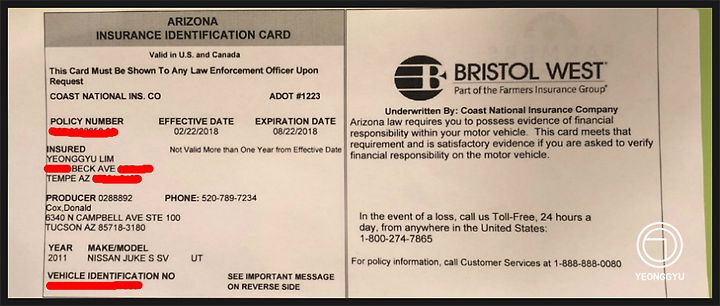 ARIZONA
INSURANCE IDENTIFICATION CARD
Valid in U.S. and Canada
This Card Must Be Shown To Any Law Enforcement Officer Upon
Request
COAST NATIONAL INS. CO ADOT #1223
POLICY NUMBER EFFECTIVE DATE EXPIRATION DATE
02/22/2018 08/22/2018
INSURED Not Valid More than One Year from Effective Date
YEONGGYU LIM
BECK AVE
TEMPE AZ
PRODUCER 0288892 PHONE: 520-789-7234
Cox,Donald
6340 N CAMPBELL AVE STE 100
TUCSON AZ 85718-3180
YEAR MAKE/MODEL
2011 NISSAN JUKE S SV UT
VEHICLE IDENTIFICATION NO SEE IMPORTANT MESSAGE
ON REVERSE SIDE
B BRISTOL WEST®
Part of the Farmers Insurance Group®
Underwritten By: Coast National Insurance Company
Arizona law requires you to possess evidence of financial
responsibility within your motor vehicle. This card meets that
requirement and is satisfactory evidence if you are asked to verify
financial responsibility on the motor vehicle.
In the event of a loss, call us Toll-Free, 24 hours a
day, from anywhere in the United States:
1-800-274-7865
For policy information, call Customer Services at 1-888-888-0080
YEONGGYU